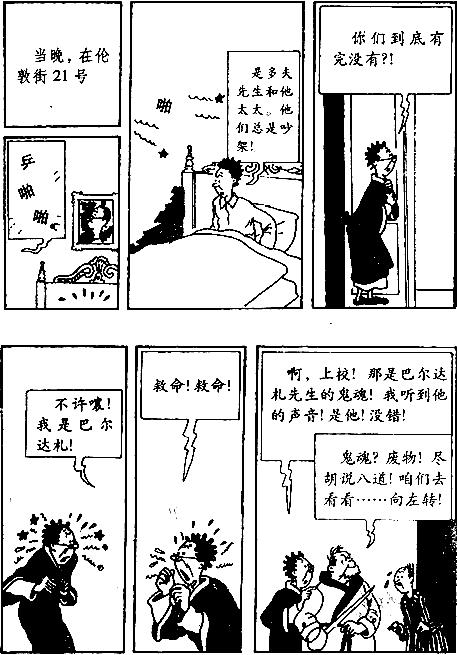 当晚，在伦
敦街21号
乒
啪
啪
啪
是多夫
先生和他
太太。他
们总是吵
架！
你们到底有
完没有？！
不许嚷！
我是巴尔
达札！
救命！救命！
啊，上校！那是巴尔达
札先生的鬼魂！我听到他
的声音！是他！没错！
鬼魂？废物！尽
胡说八道！咱们去
看看……向左转！